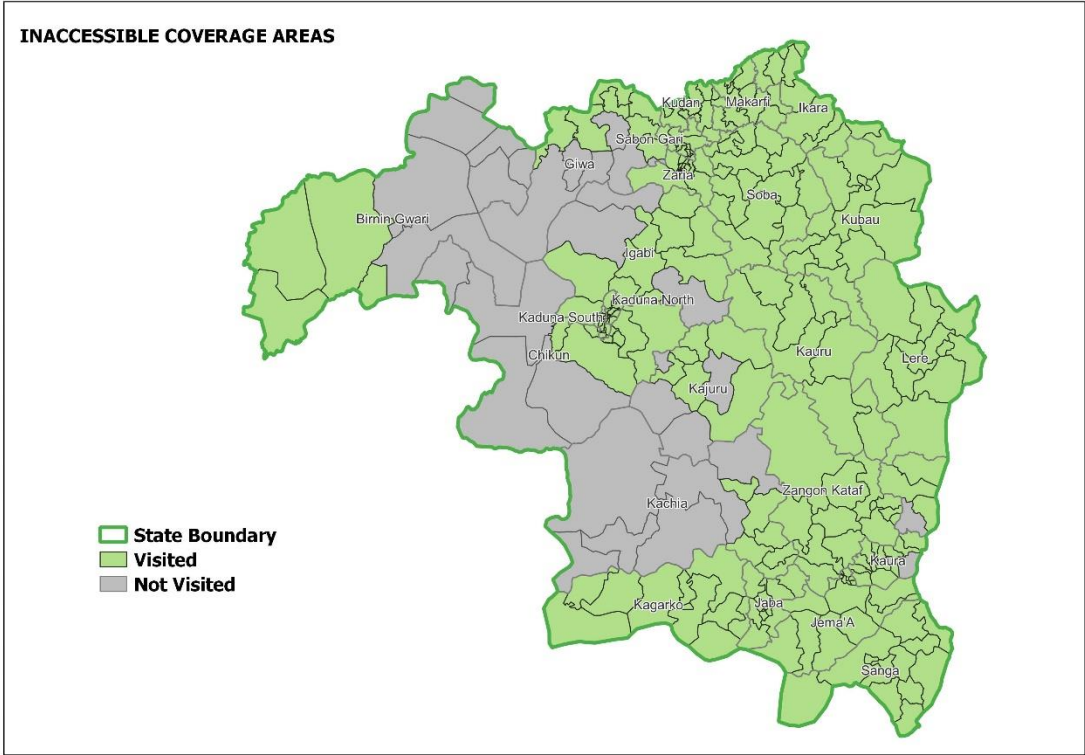 INACCESSIBLE COVERAGE AREAS
Kudan
Makarfi
Ikara
Sabon Gari
Giwa
Zaria
Soba
Birnin Gwari
Kubau
Igabi
Kaduna North
Kaduna South
Chikun
Kauru
Lere
Kajuru
Zangon Kataf
Kachia
State Boundary
Visited
Not Visited
Kaura
Kagarko
Jaba
Jema'A
Sanga